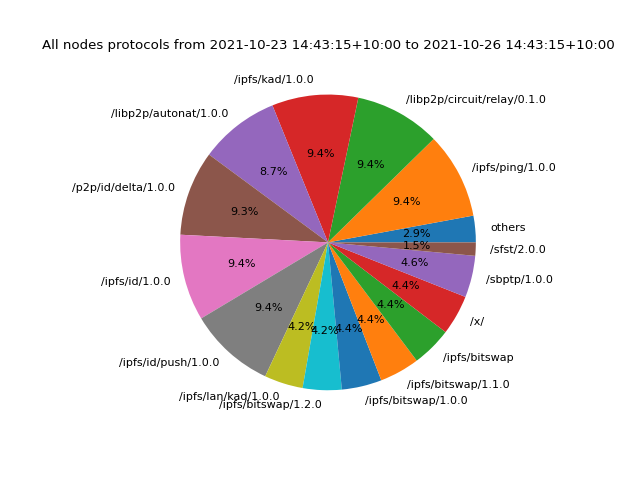 All nodes protocols from 2021-10-23 14:43:15+10:00 to 2021-10-26 14:43:15+10:00
/ipfs/kad/1.0.0
/libp2p/circuit/relay/0.1.0
/libp2p/autonat/1.0.0
9.4%
9.4%
/ipfs/ping/1.0.0
8.7%
/p2p/id/delta/1.0.0
9.4%
9.3%
others
2.9%
1.5%
/sfst/2.0.0
9.4%
4.6%
/ipfs/id/1.0.0
/sbptp/1.0.0
4.4%
9.4%
4.4%
/x/
4.2%
4.2%
4.4%
4.4%
/ipfs/id/push/1.0.0
/ipfs/bitswap
/ipfs/bitswap/1.1.0
/ipfs/lan/kad/1.0.0
/ipfs/bitswap/1.2.0
/ipfs/bitswap/1.0.0